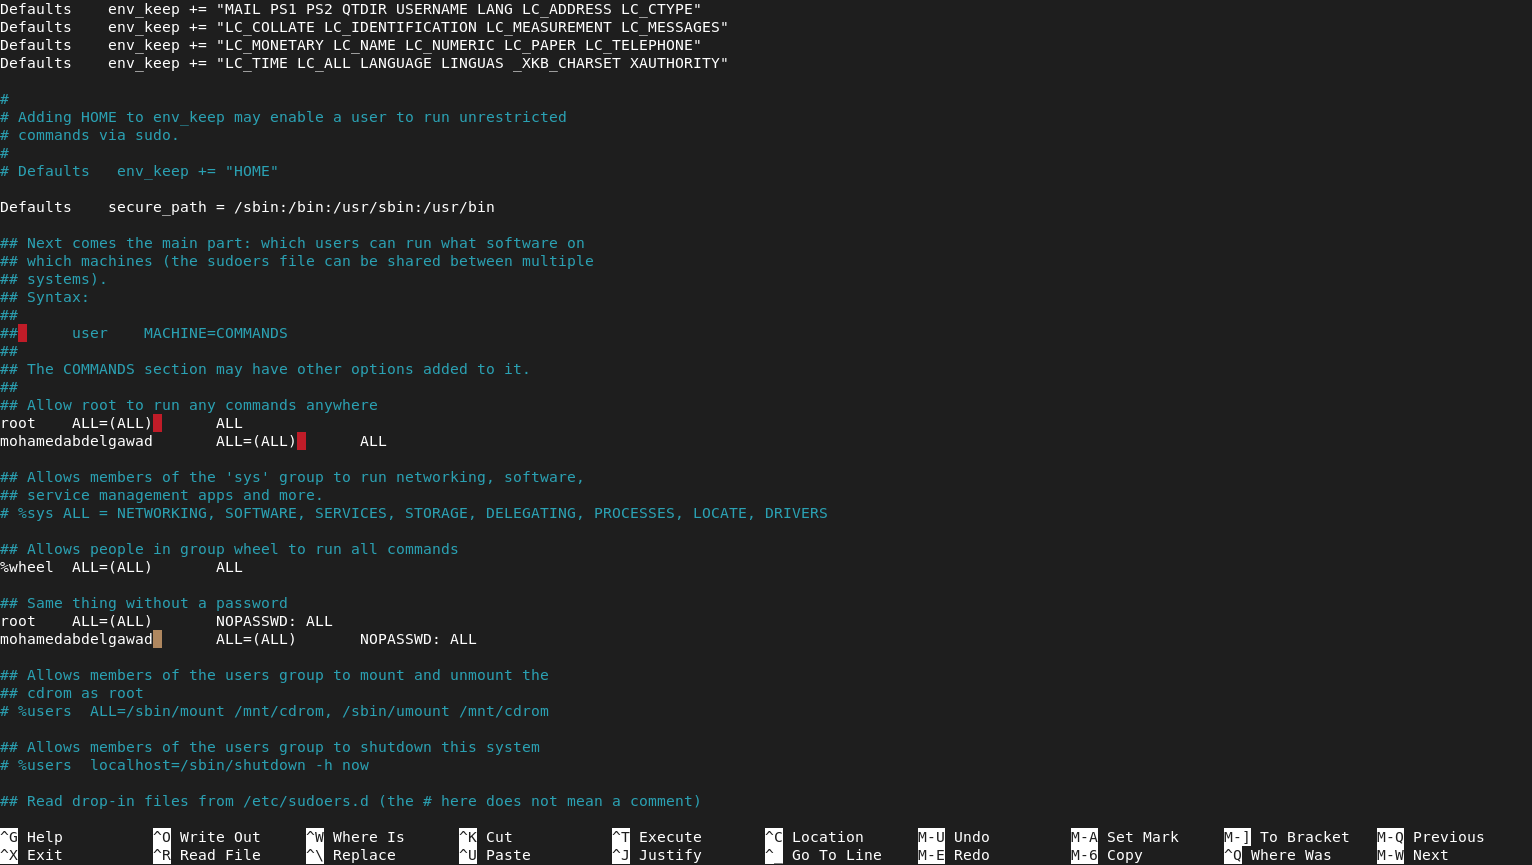 Defaults    env_keep += "MAIL PS1 PS2 QTDIR USERNAME LANG LC_ADDRESS LC_CTYPE"
Defaults    env_keep += "LC_COLLATE LC_IDENTIFICATION LC_MEASUREMENT LC_MESSAGES"
Defaults    env_keep += "LC_MONETARY LC_NAME LC_NUMERIC LC_PAPER LC_TELEPHONE"
Defaults    env_keep += "LC_TIME LC_ALL LANGUAGE LINGUAS _XKB_CHARSET XAUTHORITY"

#
# Adding HOME to env_keep may enable a user to run unrestricted
# commands via sudo.
#
# Defaults   env_keep += "HOME"

Defaults    secure_path = /sbin:/bin:/usr/sbin:/usr/bin

## Next comes the main part: which users can run what software on
## which machines (the sudoers file can be shared between multiple
## systems).
## Syntax:
##
##      user    MACHINE=COMMANDS
##
## The COMMANDS section may have other options added to it.
##
## Allow root to run any commands anywhere
root    ALL=(ALL)       ALL
mohamedabdelgawad       ALL=(ALL)       ALL

## Allows members of the 'sys' group to run networking, software,
## service management apps and more.
# %sys ALL = NETWORKING, SOFTWARE, SERVICES, STORAGE, DELEGATING, PROCESSES, LOCATE, DRIVERS

## Allows people in group wheel to run all commands
%wheel  ALL=(ALL)       ALL

## Same thing without a password
root    ALL=(ALL)       NOPASSWD: ALL
mohamedabdelgawad       ALL=(ALL)       NOPASSWD: ALL

## Allows members of the users group to mount and unmount the
## cdrom as root
# %users  ALL=/sbin/mount /mnt/cdrom, /sbin/umount /mnt/cdrom

## Allows members of the users group to shutdown this system
# %users  localhost=/sbin/shutdown -h now

## Read drop-in files from /etc/sudoers.d (the # here does not mean a comment)

^G Help ^O Write Out ^W Where Is ^K Cut ^T Execute ^C Location M-U Undo M-A Set Mark M-] To Bracket M-Q Previous
^X Exit ^R Read File ^\ Replace ^U Paste ^J Justify ^_ Go To Line M-E Redo M-6 Copy ^Q Where Was M-W Next